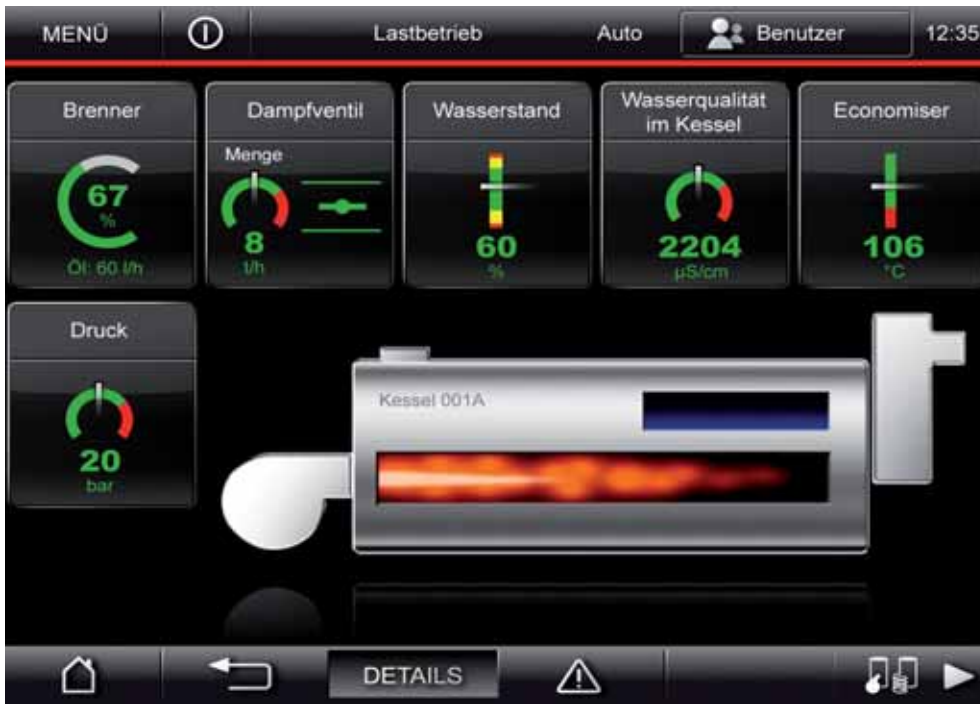 MENÜ
Lastbetrieb
Auto
Benutzer
12:35
Brenner
67
%
Öl: 60 l/h
Dampfventil
Menge
8
t/h
Wasserstand
60
%
Wasserqualität
im Kessel
2204
µS/cm
Economiser
106
°C
Druck
20
bar
Kessel 001A
DETAILS